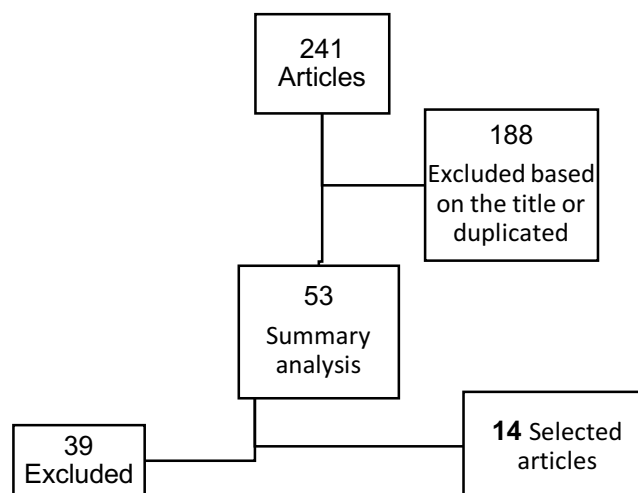 241
Articles
188
Excluded based
on the title or
duplicated
53
Summary
analysis
39
Excluded
14 Selected
articles